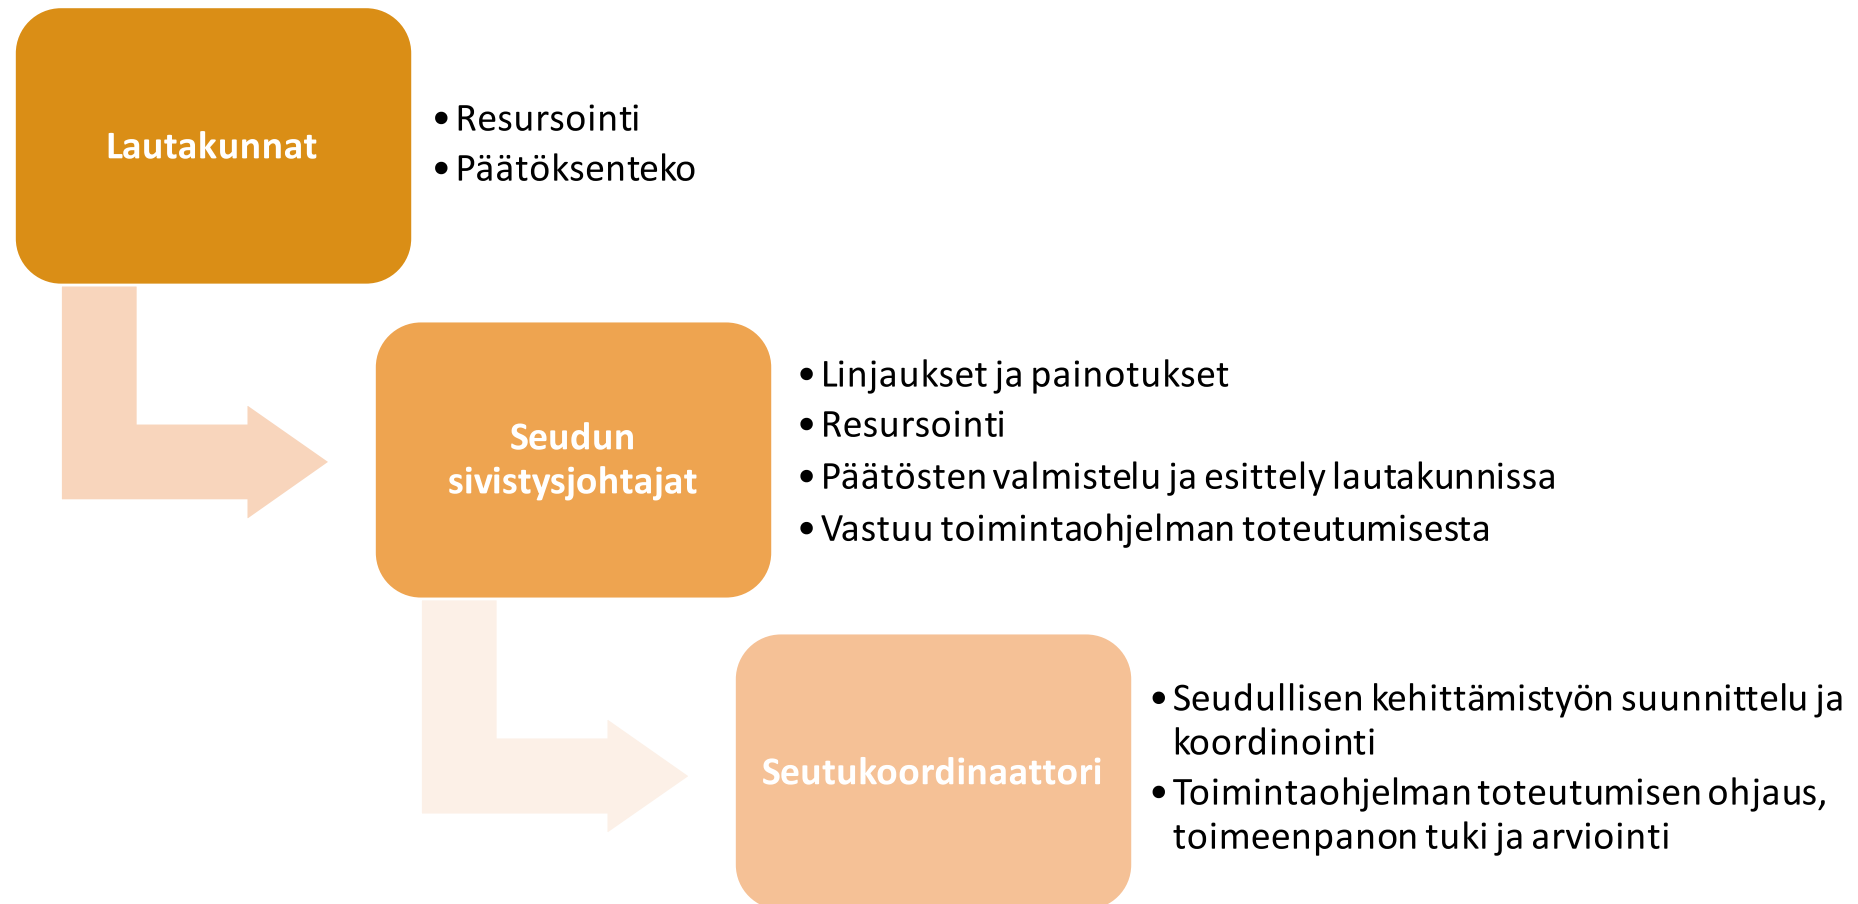 Lautakunnat
• Resursointi
• Päätöksenteko
Seudun
sivistysjohtajat
• Linjaukset ja painotukset
• Resursointi
• Päätösten valmistelu ja esittely lautakunnissa
• Vastuu toimintaohjelman toteutumisesta
Seutukoordinaattori
• Seudullisen kehittämistyön suunnittelu ja
koordinointi
• Toimintaohjelman toteutumisen ohjaus,
toimeenpanon tuki ja arviointi